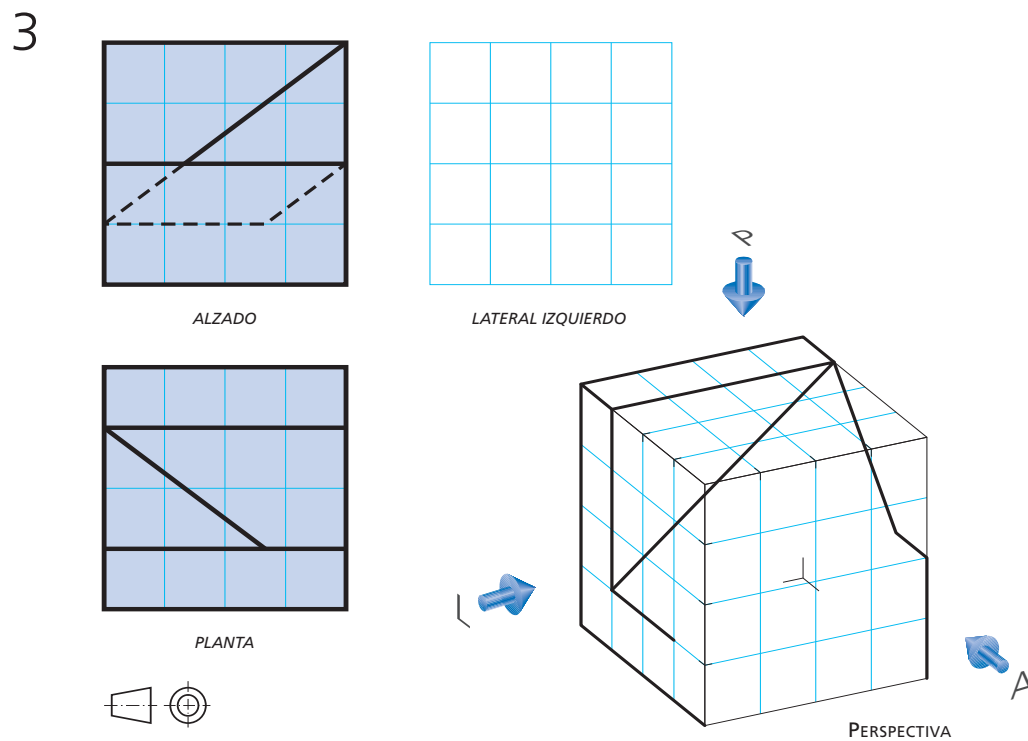 3
ALZADO
LATERAL IZQUIERDO
P
PLANTA
L
A
PERSPECTIVA